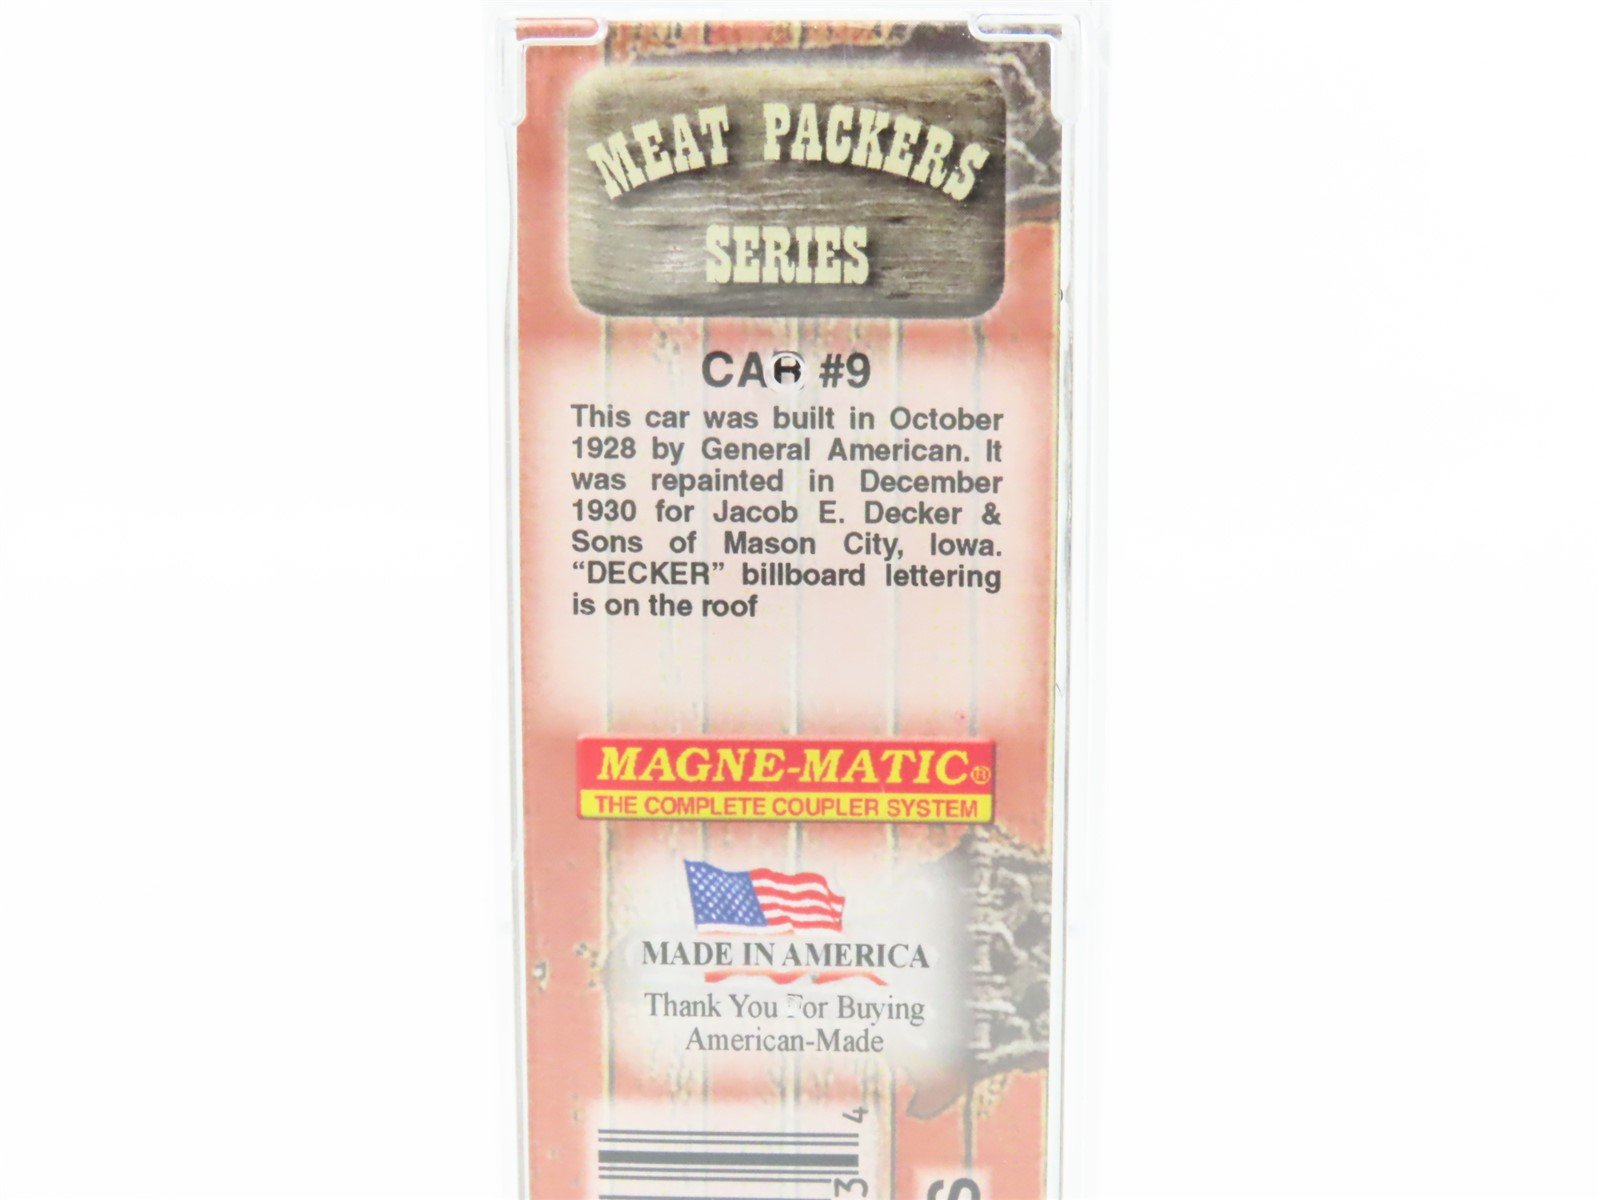 MEAT PACKERS
SERIES
CAR #9
This car was built in October
1928 by General American. It
was repainted in December
1930 for Jacob E. Decker &
Sons of Mason City, Iowa.
“DECKER” billboard lettering
is on the roof
MAGNE-MATIC®
THE COMPLETE COUPLER SYSTEM
MADE IN AMERICA
Thank You For Buying
American-Made
3 4
S